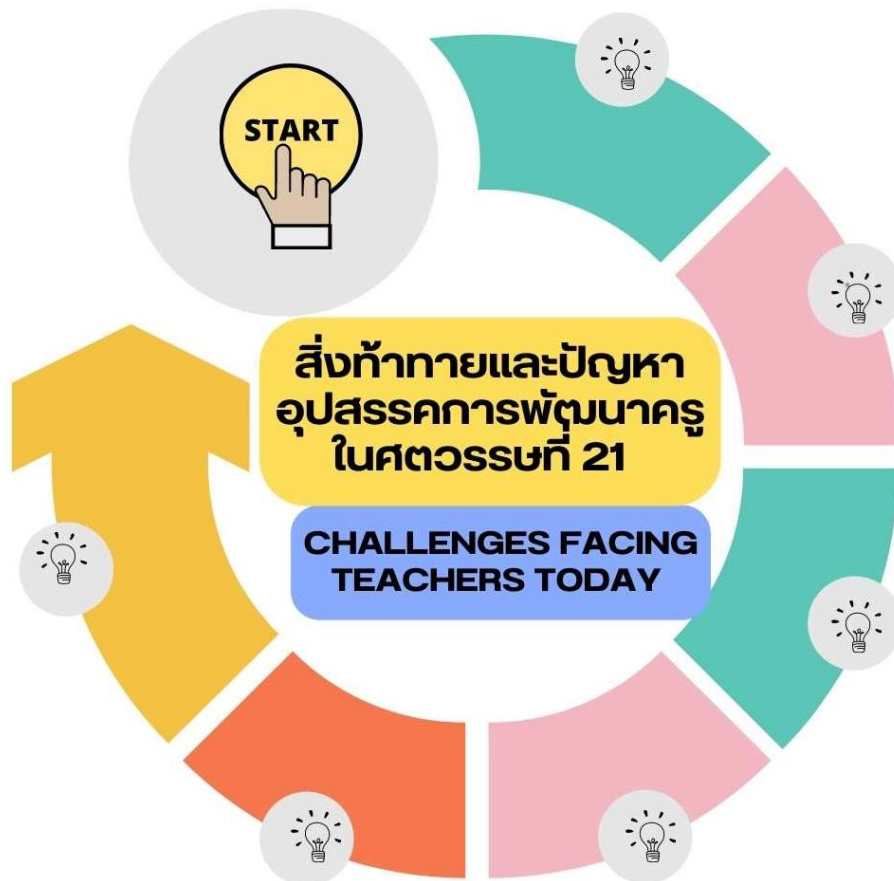 START
สิ่งท้าทายและปัญหา
อุปสรรคการพัฒนาครู
ในศตวรรษที่ 21
CHALLENGES FACING
TEACHERS TODAY